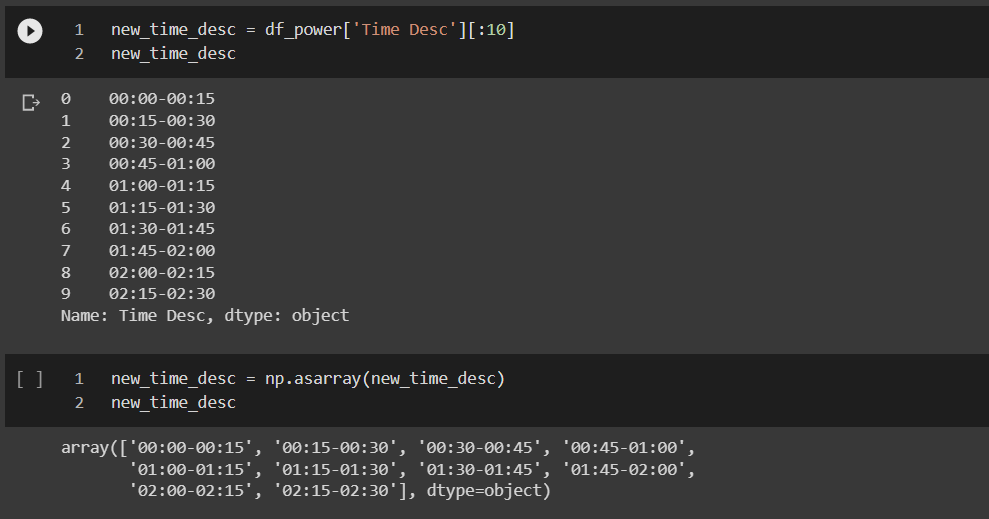 1 new_time_desc = df_power['Time Desc'][:10]
2 new_time_desc
0 00:00-00:15
1 00:15-00:30
2 00:30-00:45
3 00:45-01:00
4 01:00-01:15
5 01:15-01:30
6 01:30-01:45
7 01:45-02:00
8 02:00-02:15
9 02:15-02:30
Name: Time Desc, dtype: object
[ ] 1 new_time_desc = np.asarray(new_time_desc)
2 new_time_desc
array(['00:00-00:15', '00:15-00:30', '00:30-00:45', '00:45-01:00',
'01:00-01:15', '01:15-01:30', '01:30-01:45', '01:45-02:00',
'02:00-02:15', '02:15-02:30'], dtype=object)